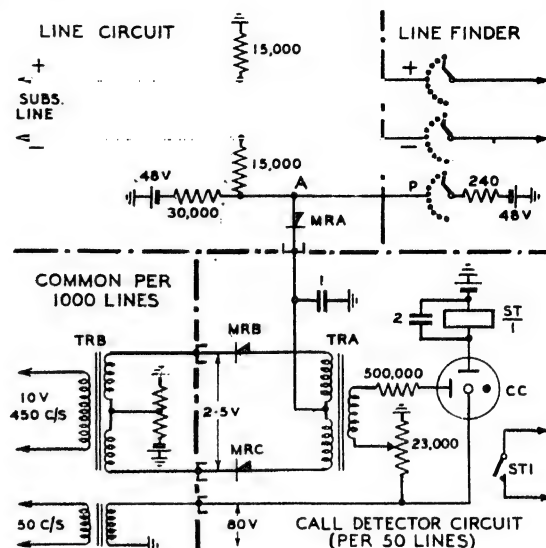 LINE CIRCUIT
LINE FINDER
15,000
+
+
SUBS.
LINE
−
−
15,000
48V
A
P
240
30,000
48V
MRA
COMMON PER
1000 LINES
1
2
ST
1
TRB
MRB
TRA
500,000
CC
10V
450 C/S
2·5V
23,000
MRC
ST1
50 C/S
80V
CALL DETECTOR CIRCUIT
(PER 50 LINES)